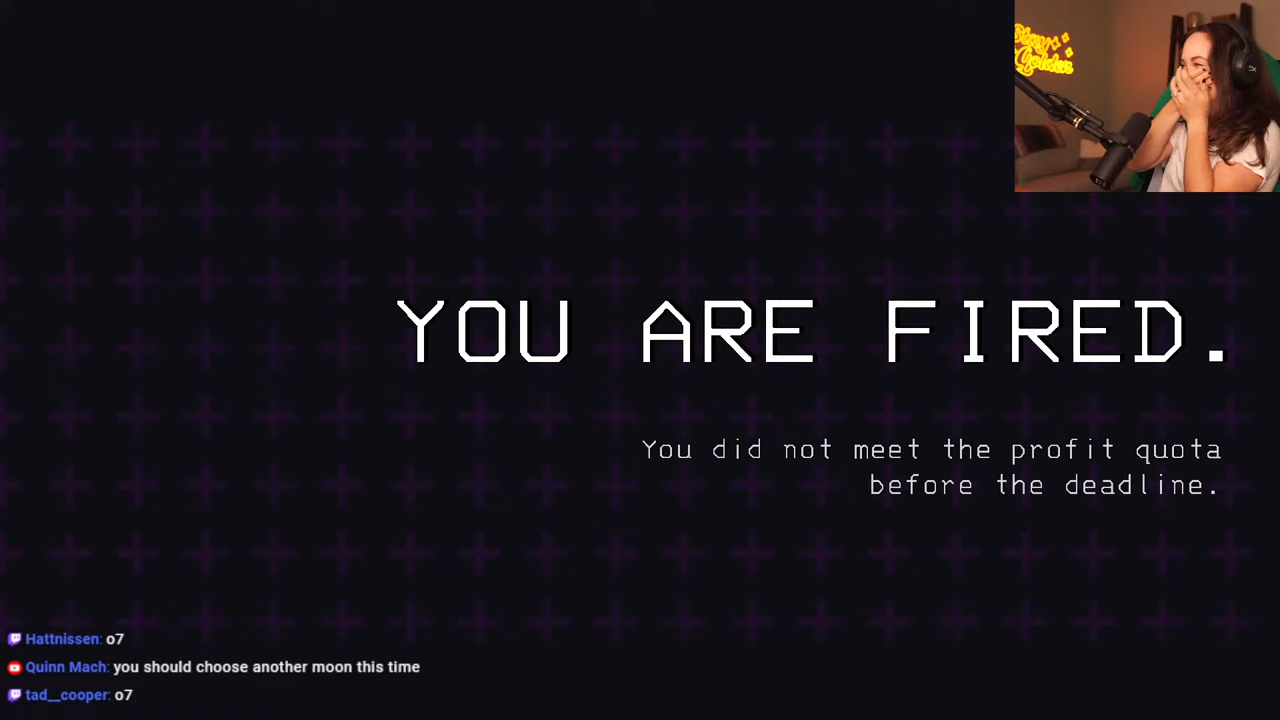 YOU ARE FIRED.
You did not meet the profit quota
before the deadline.
Hattnissen: o7
Quinn Mach: you should choose another moon this time
tad__cooper: o7